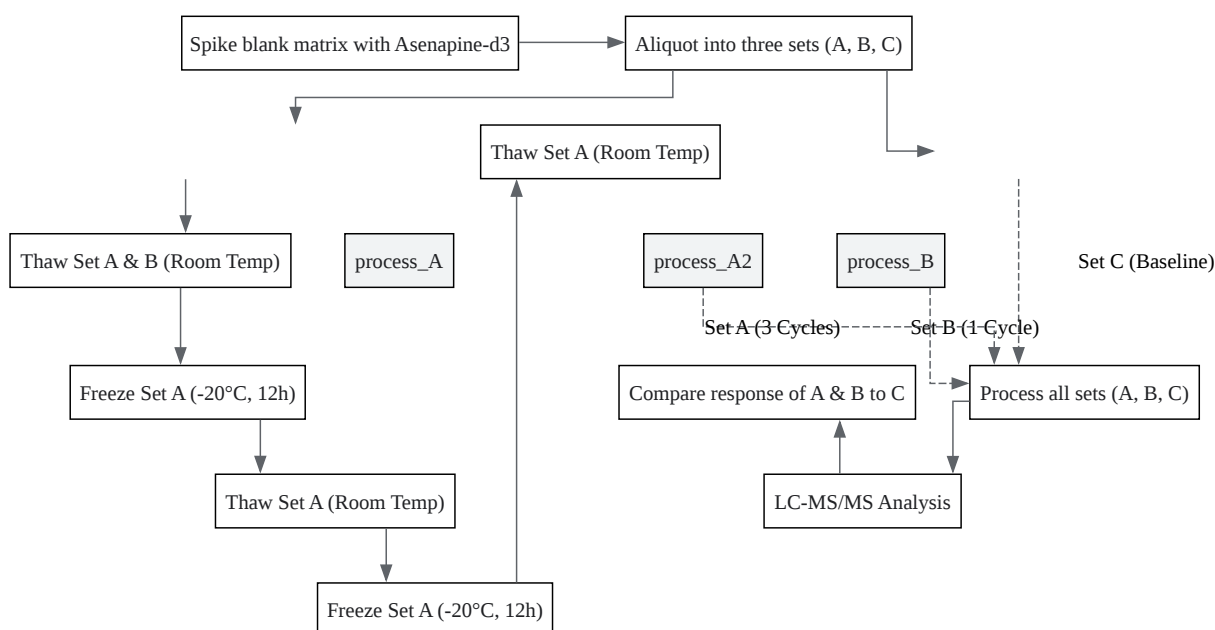 Spike blank matrix with Asenapine-d3
Aliquot into three sets (A, B, C)
Thaw Set A (Room Temp)
Thaw Set A & B (Room Temp)
process_A
process_A2
process_B
Set C (Baseline)
Set A (3 Cycles)
Set B (1 Cycle)
Freeze Set A (-20°C, 12h)
Compare response of A & B to C
Process all sets (A, B, C)
Thaw Set A (Room Temp)
LC-MS/MS Analysis
Freeze Set A (-20°C, 12h)